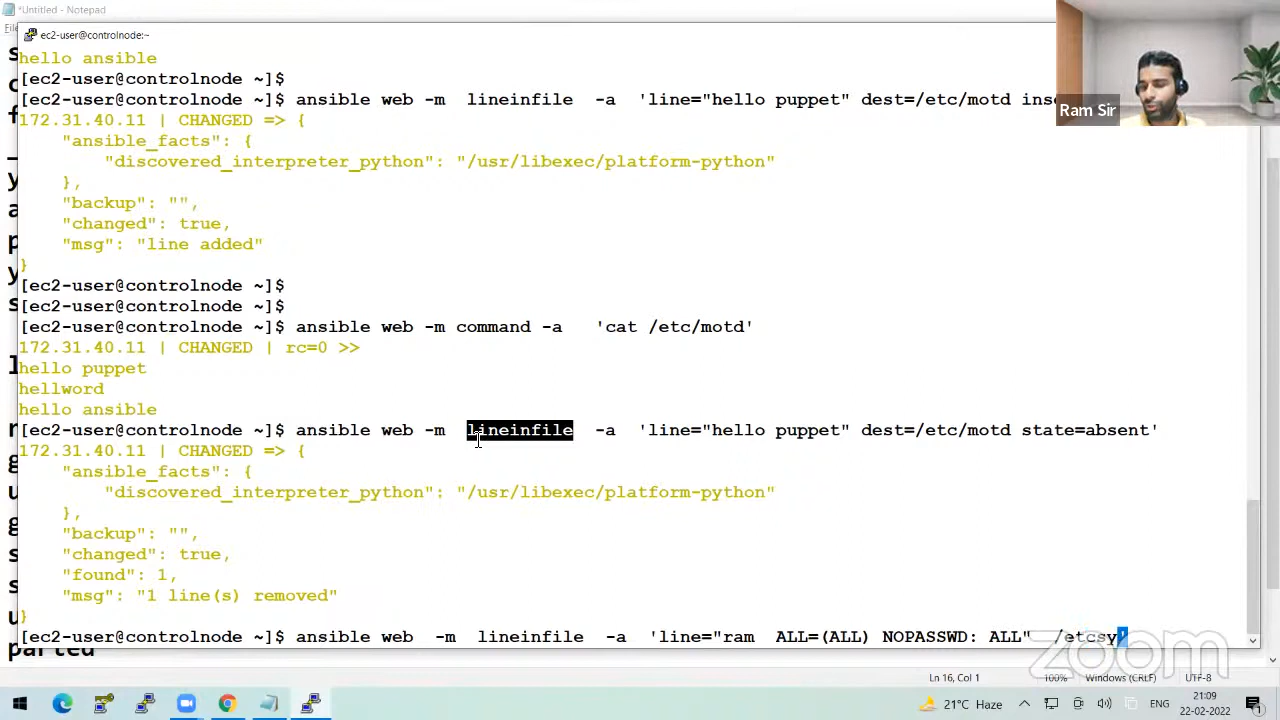 *Untitled - Notepad
ec2-user@controlnode:~
hello ansible
[ec2-user@controlnode ~]$
[ec2-user@controlnode ~]$ ansible web -m  lineinfile  -a  'line="hello puppet" dest=/etc/motd
172.31.40.11 | CHANGED => {
    "ansible_facts": {
        "discovered_interpreter_python": "/usr/libexec/platform-python"
    },
    "backup": "",
    "changed": true,
    "msg": "line added"
}
[ec2-user@controlnode ~]$
[ec2-user@controlnode ~]$
[ec2-user@controlnode ~]$ ansible web -m command -a   'cat /etc/motd'
172.31.40.11 | CHANGED | rc=0 >>
hello puppet
hellword
hello ansible
[ec2-user@controlnode ~]$ ansible web -m  lineinfile  -a  'line="hello puppet" dest=/etc/motd state=absent'
172.31.40.11 | CHANGED => {
    "ansible_facts": {
        "discovered_interpreter_python": "/usr/libexec/platform-python"
    },
    "backup": "",
    "changed": true,
    "found": 1,
    "msg": "1 line(s) removed"
}
[ec2-user@controlnode ~]$ ansible web  -m  lineinfile  -a  'line="ram  ALL=(ALL) NOPASSWD: ALL"  /etcsy'
Ram Sir
parted
zoom
Ln 16, Col 1
100%
Windows (CRLF)
UTF-8
21°C Haze
ENG
21:09
22-02-2022
1